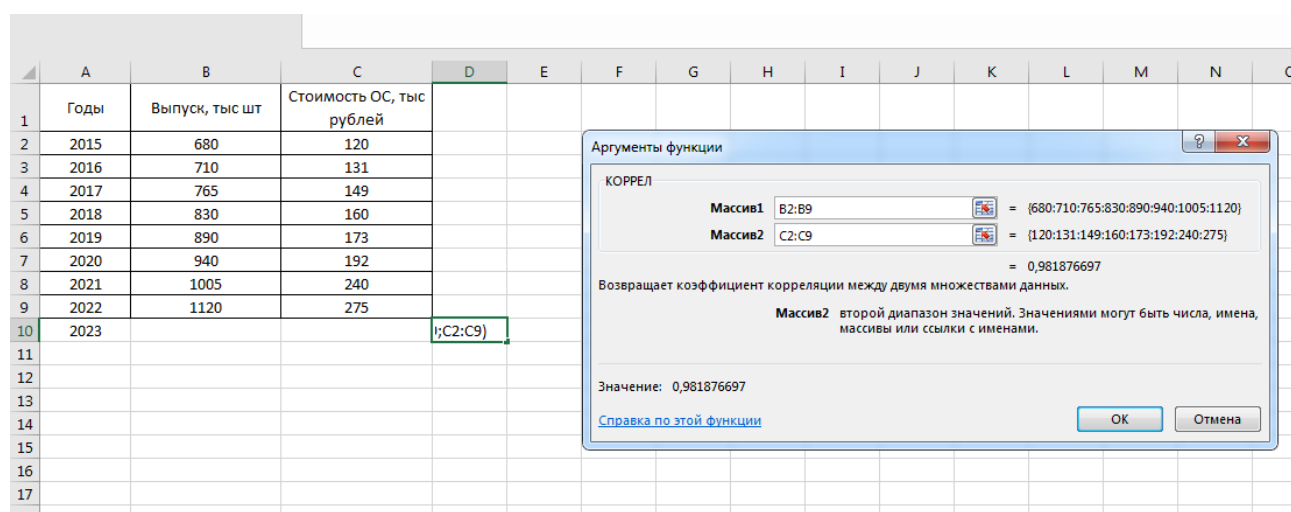 A B C D E F G H I J K L M N
1 Годы Выпуск, тыс шт Стоимость ОС, тыс рублей
2 2015 680 120
3 2016 710 131
4 2017 765 149
5 2018 830 160
6 2019 890 173
7 2020 940 192
8 2021 1005 240
9 2022 1120 275
10 2023 ;C2:C9)
11
12
13
14
15
16
17
Аргументы функции
КОРРЕЛ
Массив1 B2:B9 = {680:710:765:830:890:940:1005:1120}
Массив2 C2:C9 = {120:131:149:160:173:192:240:275}
= 0,981876697
Возвращает коэффициент корреляции между двумя множествами данных.
Массив2 второй диапазон значений. Значениями могут быть числа, имена,
массивы или ссылки с именами.
Значение: 0,981876697
Справка по этой функции
ОК Отмена